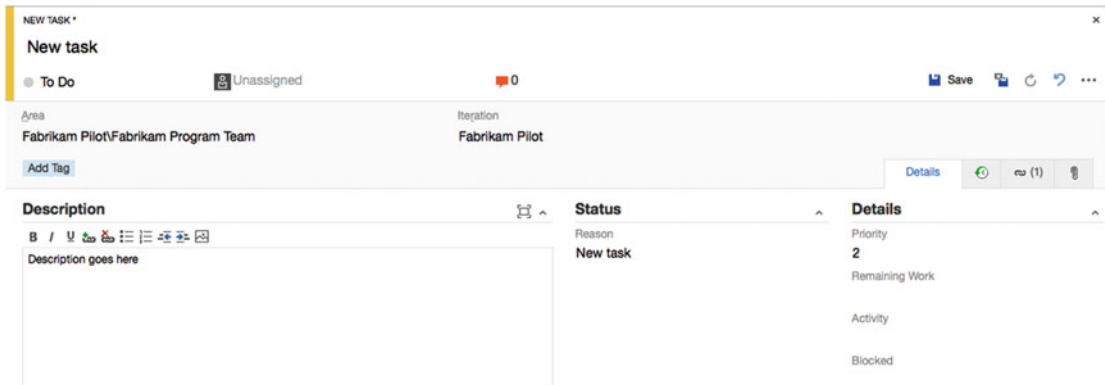 NEW TASK *
New task
To Do Unassigned 0 Save
Area Iteration
Fabrikam Pilot\Fabrikam Program Team Fabrikam Pilot
Add Tag Details (1)
Description Status Details
B I U Reason Priority
Description goes here New task 2
Remaining Work
Activity
Blocked